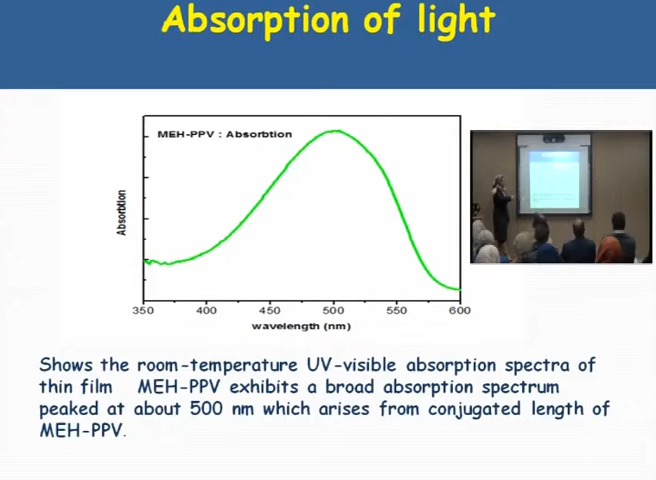 Absorption of light
MEH-PPV : Absorbtion
Absorbtion
350 400 450 500 550 600
wavelength (nm)
Shows the room-temperature UV-visible absorption spectra of
thin film MEH-PPV exhibits a broad absorption spectrum
peaked at about 500 nm which arises from conjugated length of
MEH-PPV.